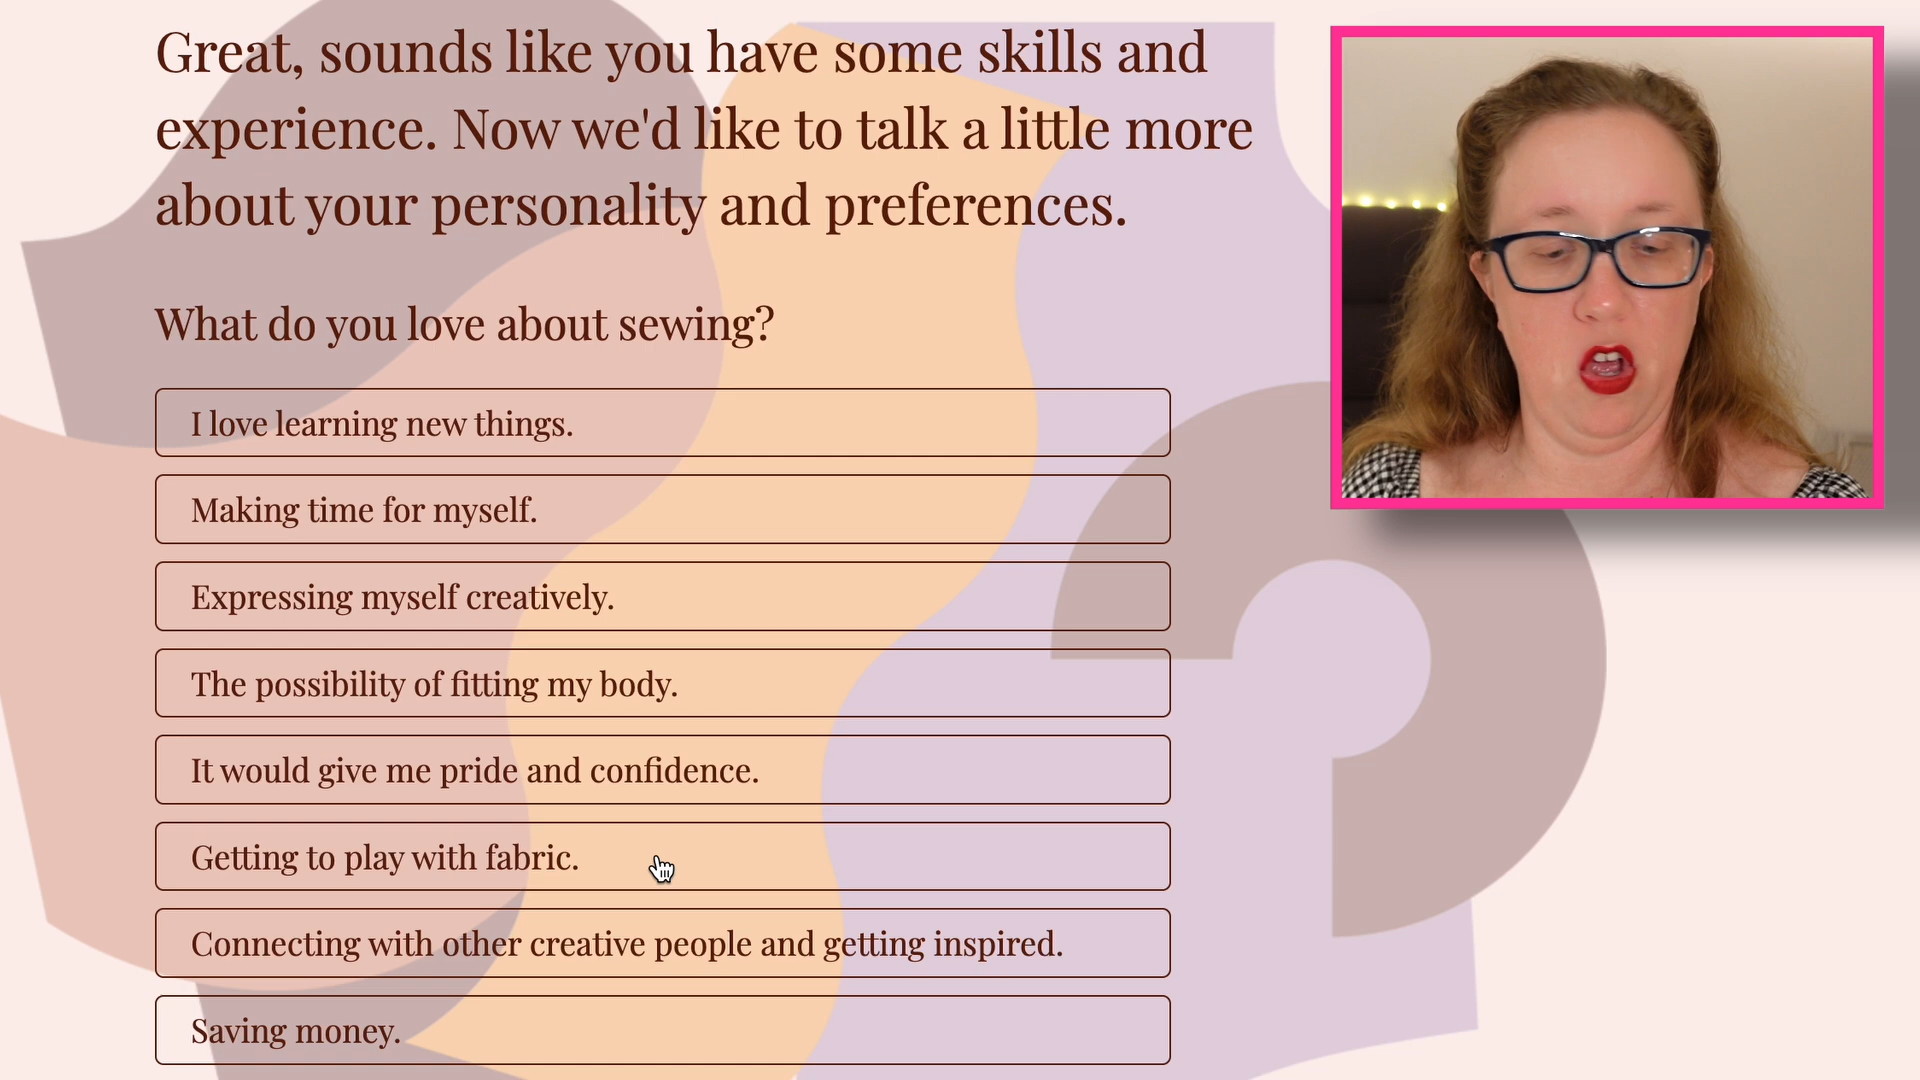 Great, sounds like you have some skills and
experience. Now we'd like to talk a little more
about your personality and preferences.
What do you love about sewing?
I love learning new things.
Making time for myself.
Expressing myself creatively.
The possibility of fitting my body.
It would give me pride and confidence.
Getting to play with fabric.
Connecting with other creative people and getting inspired.
Saving money.